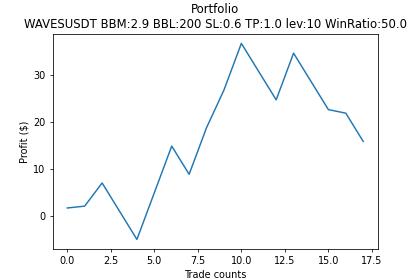 Portfolio
WAVESUSDT BBM:2.9 BBL:200 SL:0.6 TP:1.0 lev:10 WinRatio:50.0
30
20
10
0
Profit ($)
0.0 2.5 5.0 7.5 10.0 12.5 15.0 17.5
Trade counts